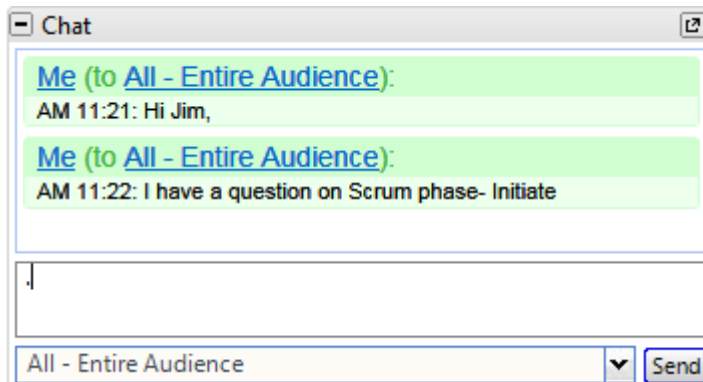 Chat
Me (to All - Entire Audience):
AM 11:21: Hi Jim,
Me (to All - Entire Audience):
AM 11:22: I have a question on Scrum phase- Initiate
.
All - Entire Audience
Send